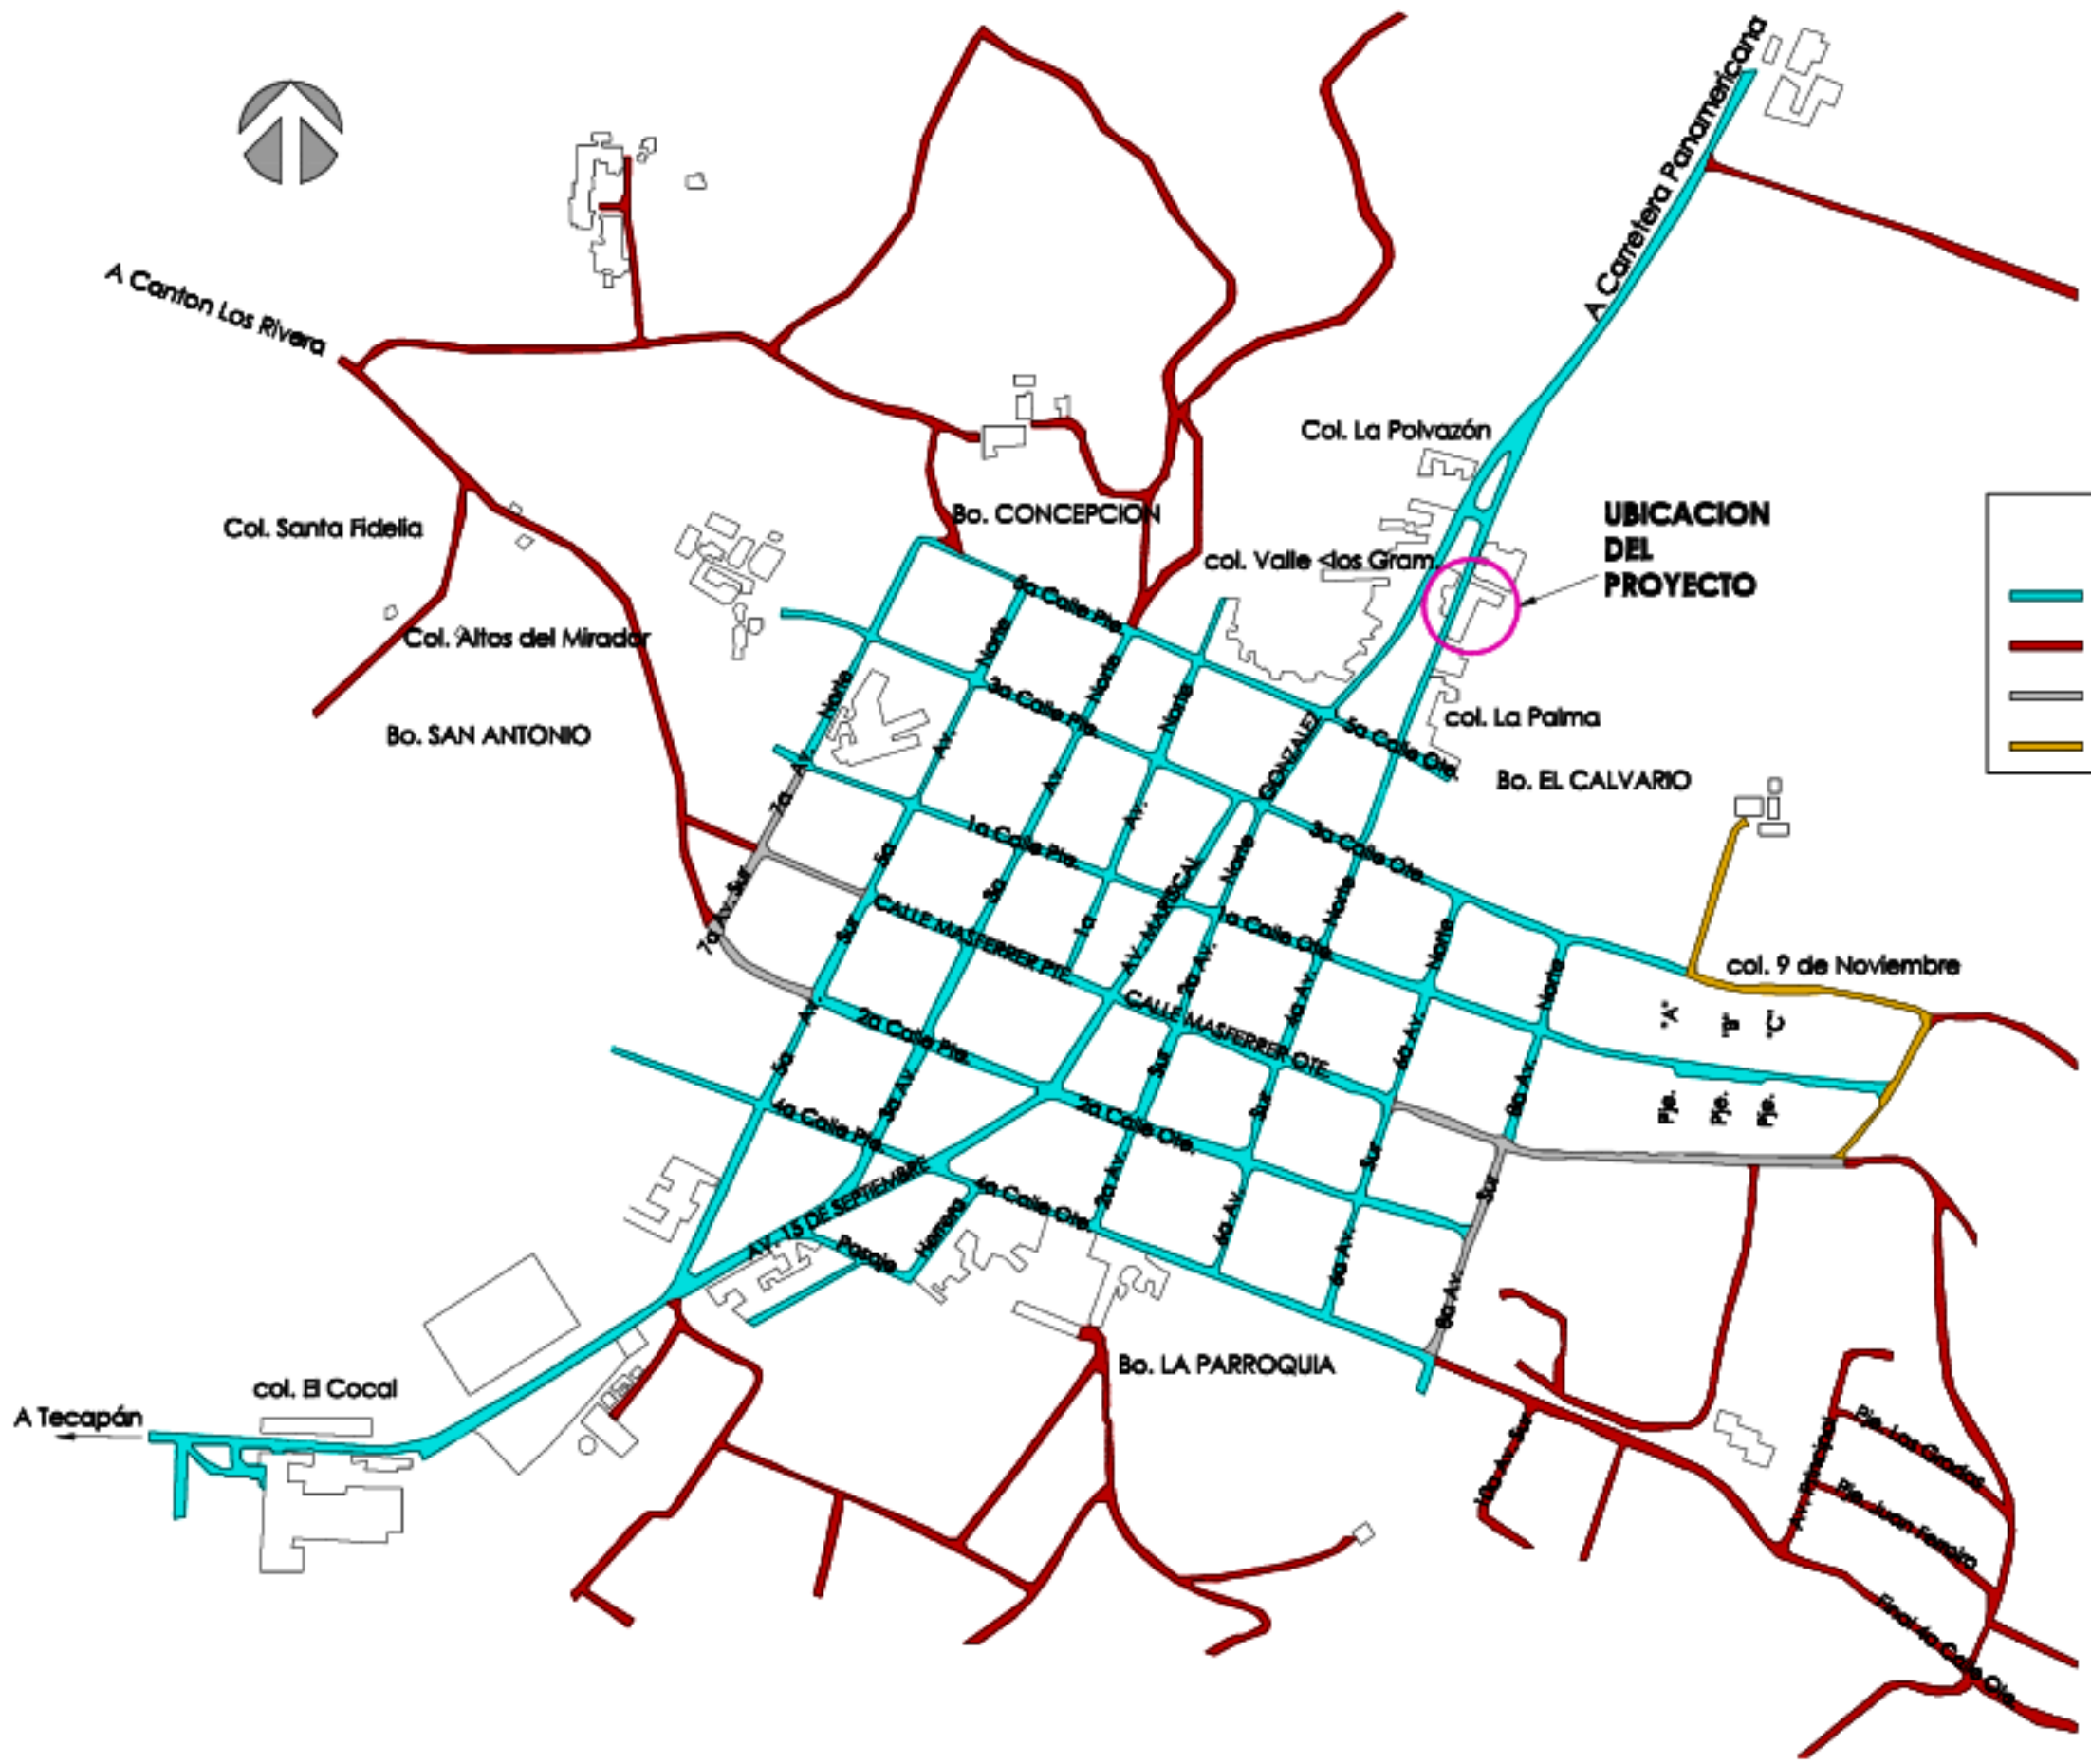 A Carretera Panamericana
A Canton Los Rivera
Col. La Polvazón
Col. Santa Fidelia
Bo. CONCEPCION
UBICACION
DEL
PROYECTO
col. Valle <los Gram.
5a Calle Pte.
Col. Altos del Mirador
Norte
Norte
Norte
Norte
3a Calle Pte.
col. La Palma
Bo. SAN ANTONIO
GONZALEZ
5a Calle Ote.
Av.
Av.
Av.
Av.
Bo. EL CALVARIO
7a
1a Calle Pte.
3a Calle Ote.
5a
3a
1a
AV. MARISCAL
Norte
Norte
Norte
Norte
7a Av. Sur
Sur
CALLE MASFERRER PTE.
1a Calle Ote.
2a Av.
4a Av.
6a Av.
8a Av.
col. 9 de Noviembre
"A"
"B"
"C"
Pje.
Pje.
Pje.
CALLE MASFERRER OTE.
2a Calle Pte.
5a
Av.
3a Av.
Sur
Sur
Sur
Sur
4a Calle Pte.
2a Calle Ote.
AV. 15 DE SEPTIEMBRE
4a Calle Ote.
2a Av.
4a Av.
6a Av.
8a Av.
Pasaje
Herrera
Bo. LA PARROQUIA
col. El Cocal
A Tecapán
10a Av. Sur
Av. Principal
Pje. Las Gradas
Pje. Juan Ferreiro
Final 4a Calle Ote.